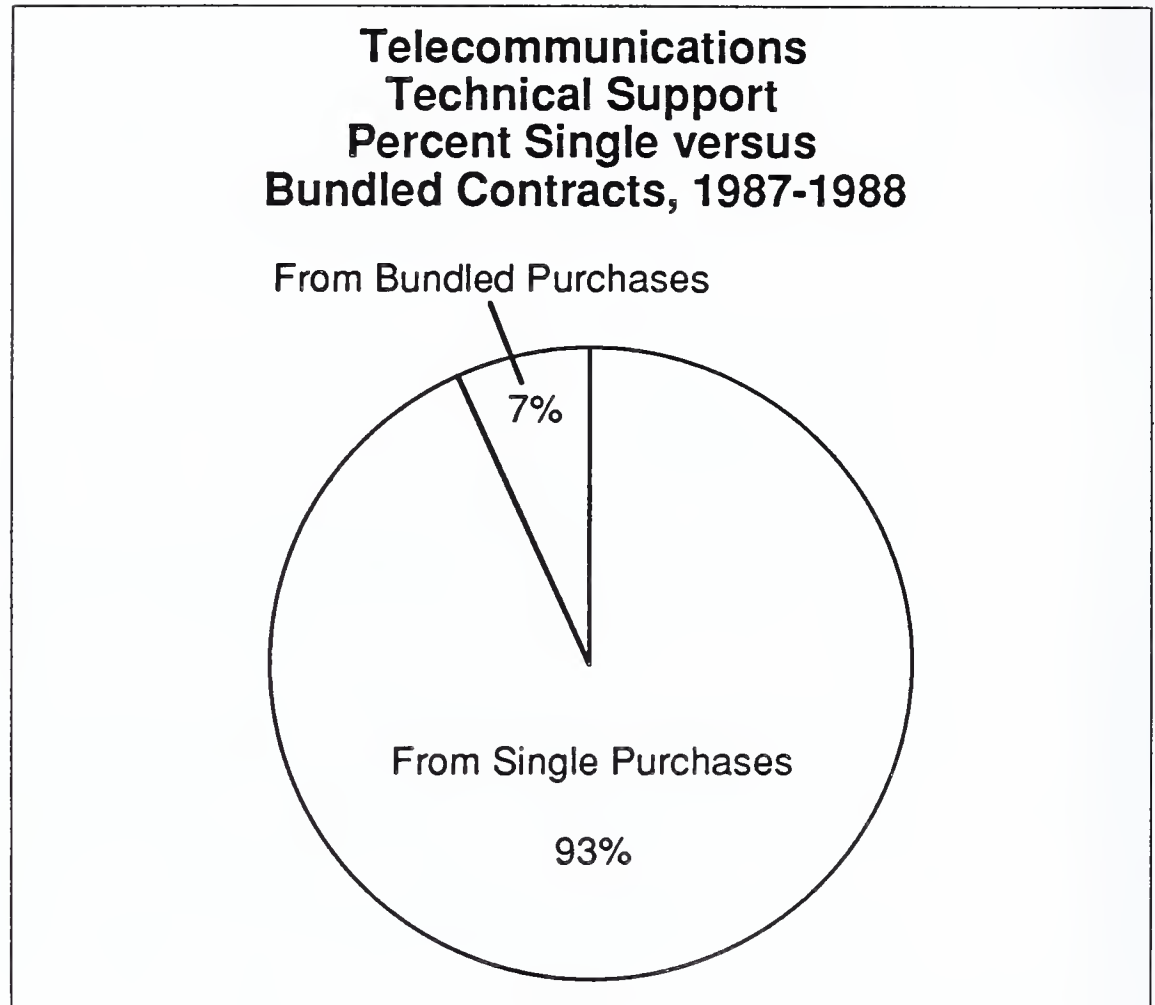 Telecommunications
Technical Support
Percent Single versus
Bundled Contracts, 1987-1988
From Bundled Purchases
7%
From Single Purchases
93%